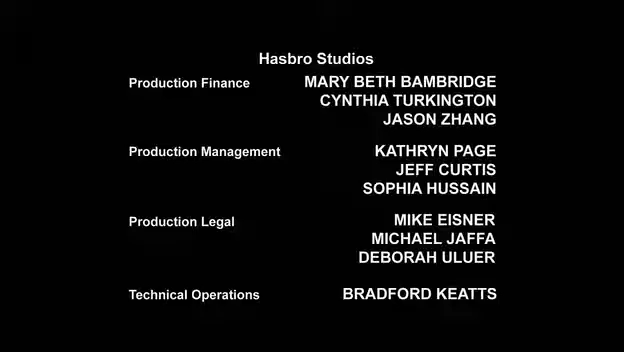 Hasbro Studios
Production Finance MARY BETH BAMBRIDGE
CYNTHIA TURKINGTON
JASON ZHANG
Production Management KATHRYN PAGE
JEFF CURTIS
SOPHIA HUSSAIN
Production Legal MIKE EISNER
MICHAEL JAFFA
DEBORAH ULUER
Technical Operations BRADFORD KEATTS